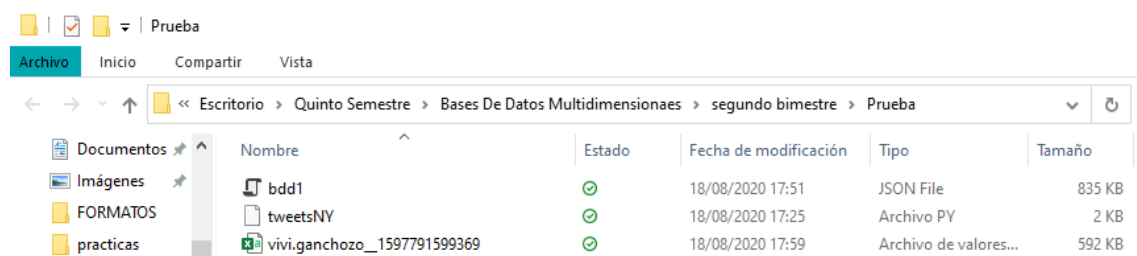 Prueba
Archivo Inicio Compartir Vista
« Escritorio > Quinto Semestre > Bases De Datos Multidimensionaes > segundo bimestre > Prueba
Documentos Nombre Estado Fecha de modificación Tipo Tamaño
Imágenes bdd1 18/08/2020 17:51 JSON File 835 KB
FORMATOS tweetsNY 18/08/2020 17:25 Archivo PY 2 KB
practicas vivi.ganchozo__1597791599369 18/08/2020 17:59 Archivo de valores... 592 KB